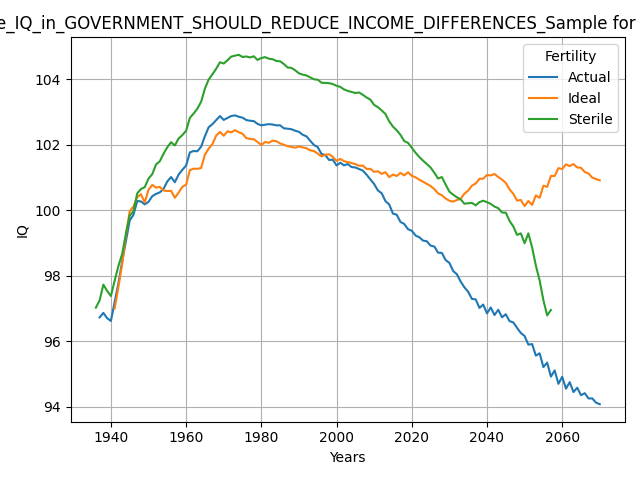 e_IQ_in_GOVERNMENT_SHOULD_REDUCE_INCOME_DIFFERENCES_Sample for
Fertility
Actual
Ideal
Sterile
IQ
104
102
100
98
96
94
1940 1960 1980 2000 2020 2040 2060
Years